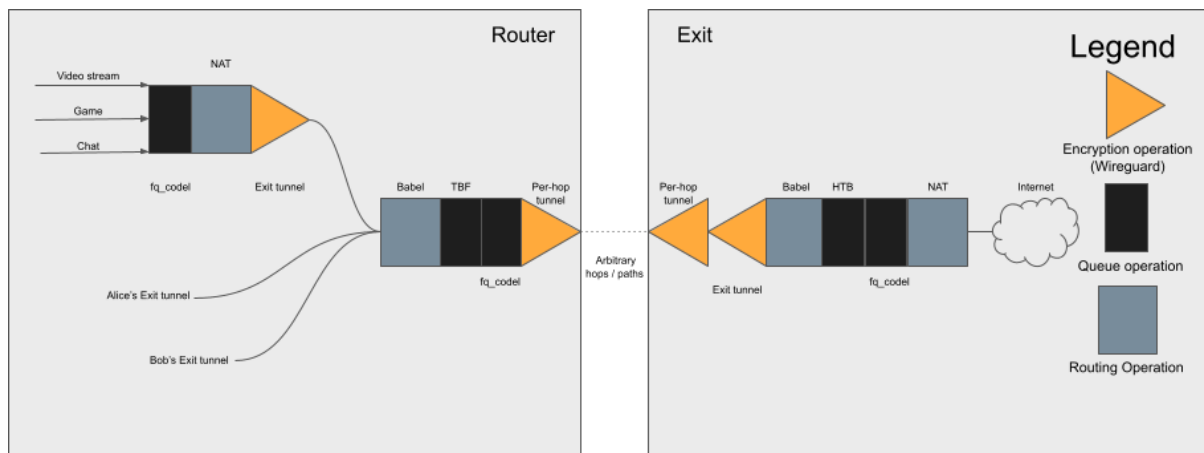 Router
NAT
Video stream
Game
Chat
fq_codel
Exit tunnel
Babel
TBF
Per-hop
tunnel
fq_codel
Alice's Exit tunnel
Bob's Exit tunnel
Arbitrary
hops / paths
Exit
Per-hop
tunnel
Babel
HTB
NAT
Internet
Exit tunnel
fq_codel
Legend
Encryption operation
(Wireguard)
Queue operation
Routing Operation